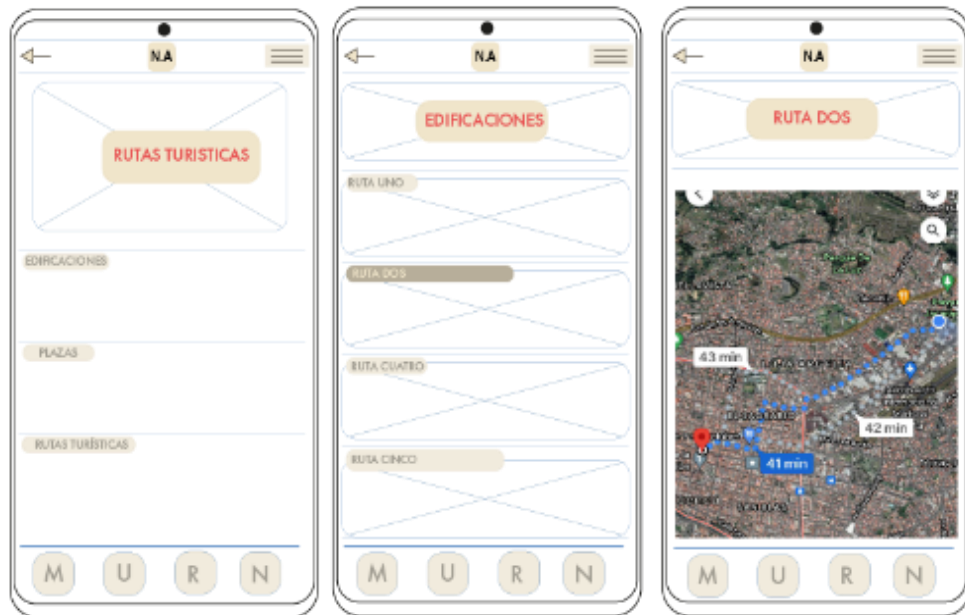 N.A
RUTAS TURISTICAS
EDIFICACIONES
PLAZAS
RUTAS TURÍSTICAS
M U R N
N.A
EDIFICACIONES
RUTA UNO
RUTA DOS
RUTA CUATRO
RUTA CINCO
M U R N
N.A
RUTA DOS
43 min
42 min
41 min
M U R N